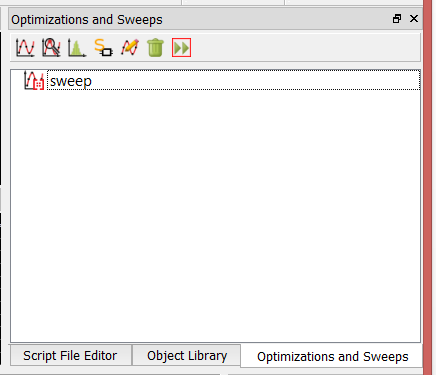 Optimizations and Sweeps
sweep
Script File Editor
Object Library
Optimizations and Sweeps